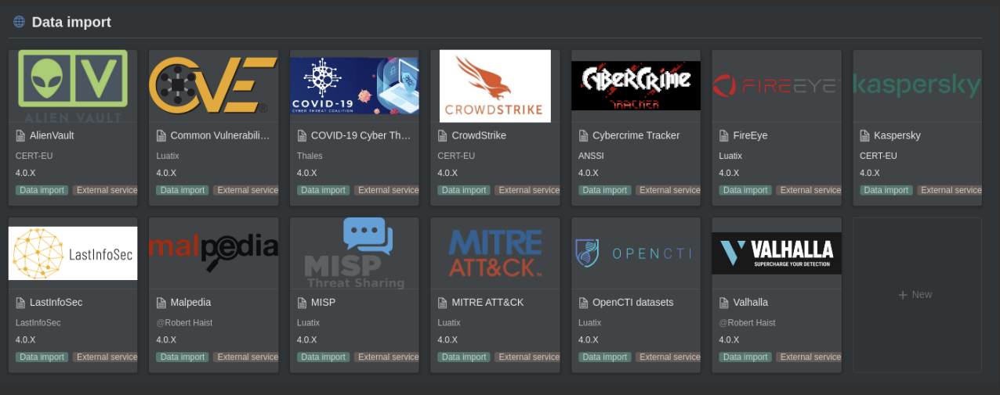 Data import
ALIEN VAULT
CVE®
COVID-19
CYBER THREAT COALITION
CROWDSTRIKE
CYBERCRIME
TRACKER
FIREEYE™
kaspersky
AlienVault
Common Vulnerabili…
COVID-19 Cyber Th…
CrowdStrike
Cybercrime Tracker
FireEye
Kaspersky
CERT-EU
Luatix
Thales
CERT-EU
ANSSI
Luatix
CERT-EU
4.0.X
4.0.X
4.0.X
4.0.X
4.0.X
4.0.X
4.0.X
Data import External service
Data import External service
Data import External service
Data import External service
Data import External service
Data import External service
Data import External service
LastInfoSec
malpedia
MISP
Threat Sharing
MITRE
ATT&CK™
OPENCTI
VALHALLA
SUPERCHARGE YOUR DETECTION
LastInfoSec
Malpedia
MISP
MITRE ATT&CK
OpenCTI datasets
Valhalla
+ New
LastInfoSec
@Robert Haist
Luatix
Luatix
Luatix
@Robert Haist
4.0.X
4.0.X
4.0.X
4.0.X
4.0.X
4.0.X
Data import External service
Data import External service
Data import External service
Data import External service
Data import External service
Data import External service